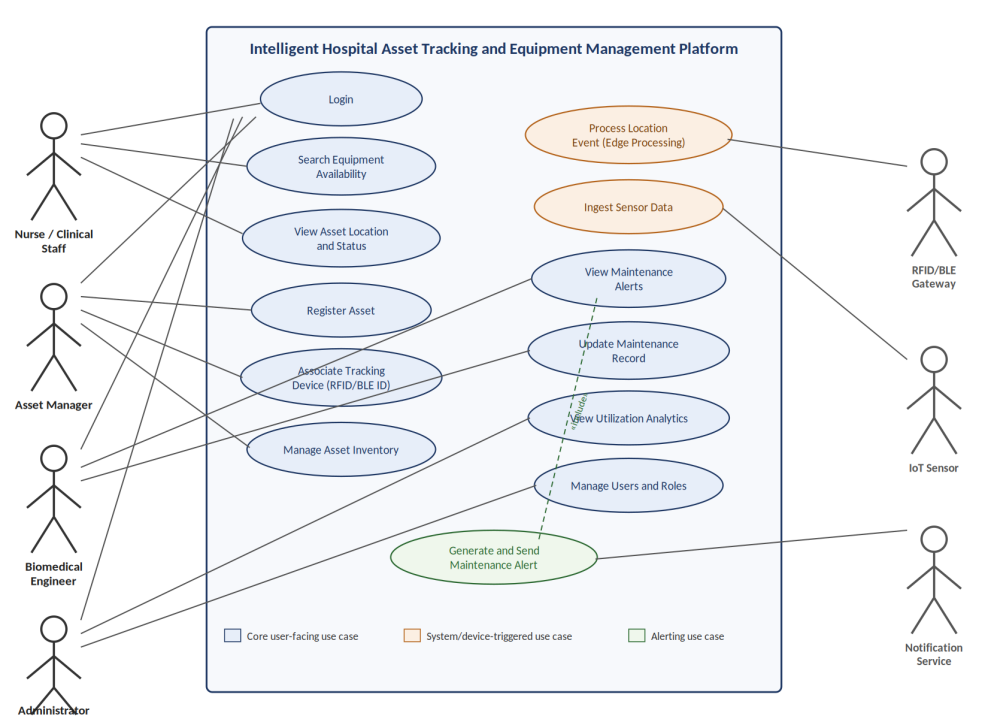 Intelligent Hospital Asset Tracking and Equipment Management Platform
Login
Search Equipment
Availability
View Asset Location
and Status
Register Asset
Associate Tracking
Device (RFID/BLE ID)
Manage Asset Inventory
Process Location
Event (Edge Processing)
Ingest Sensor Data
View Maintenance
Alerts
Update Maintenance
Record
«include»
View Utilization Analytics
Manage Users and Roles
Generate and Send
Maintenance Alert
Core user-facing use case
System/device-triggered use case
Alerting use case
Nurse / Clinical
Staff
Asset Manager
Biomedical
Engineer
Administrator
RFID/BLE
Gateway
IoT Sensor
Notification
Service